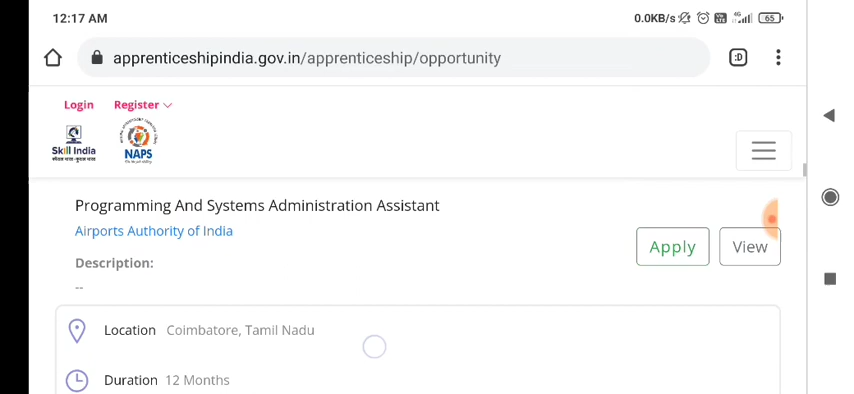 12:17 AM
0.0KB/s
4G
65
:D
apprenticeshipindia.gov.in/apprenticeship/opportunity
Login Register
Skill India
NAPS
Programming And Systems Administration Assistant
Airports Authority of India
Apply View
Description:
--
Location Coimbatore, Tamil Nadu
Duration 12 Months